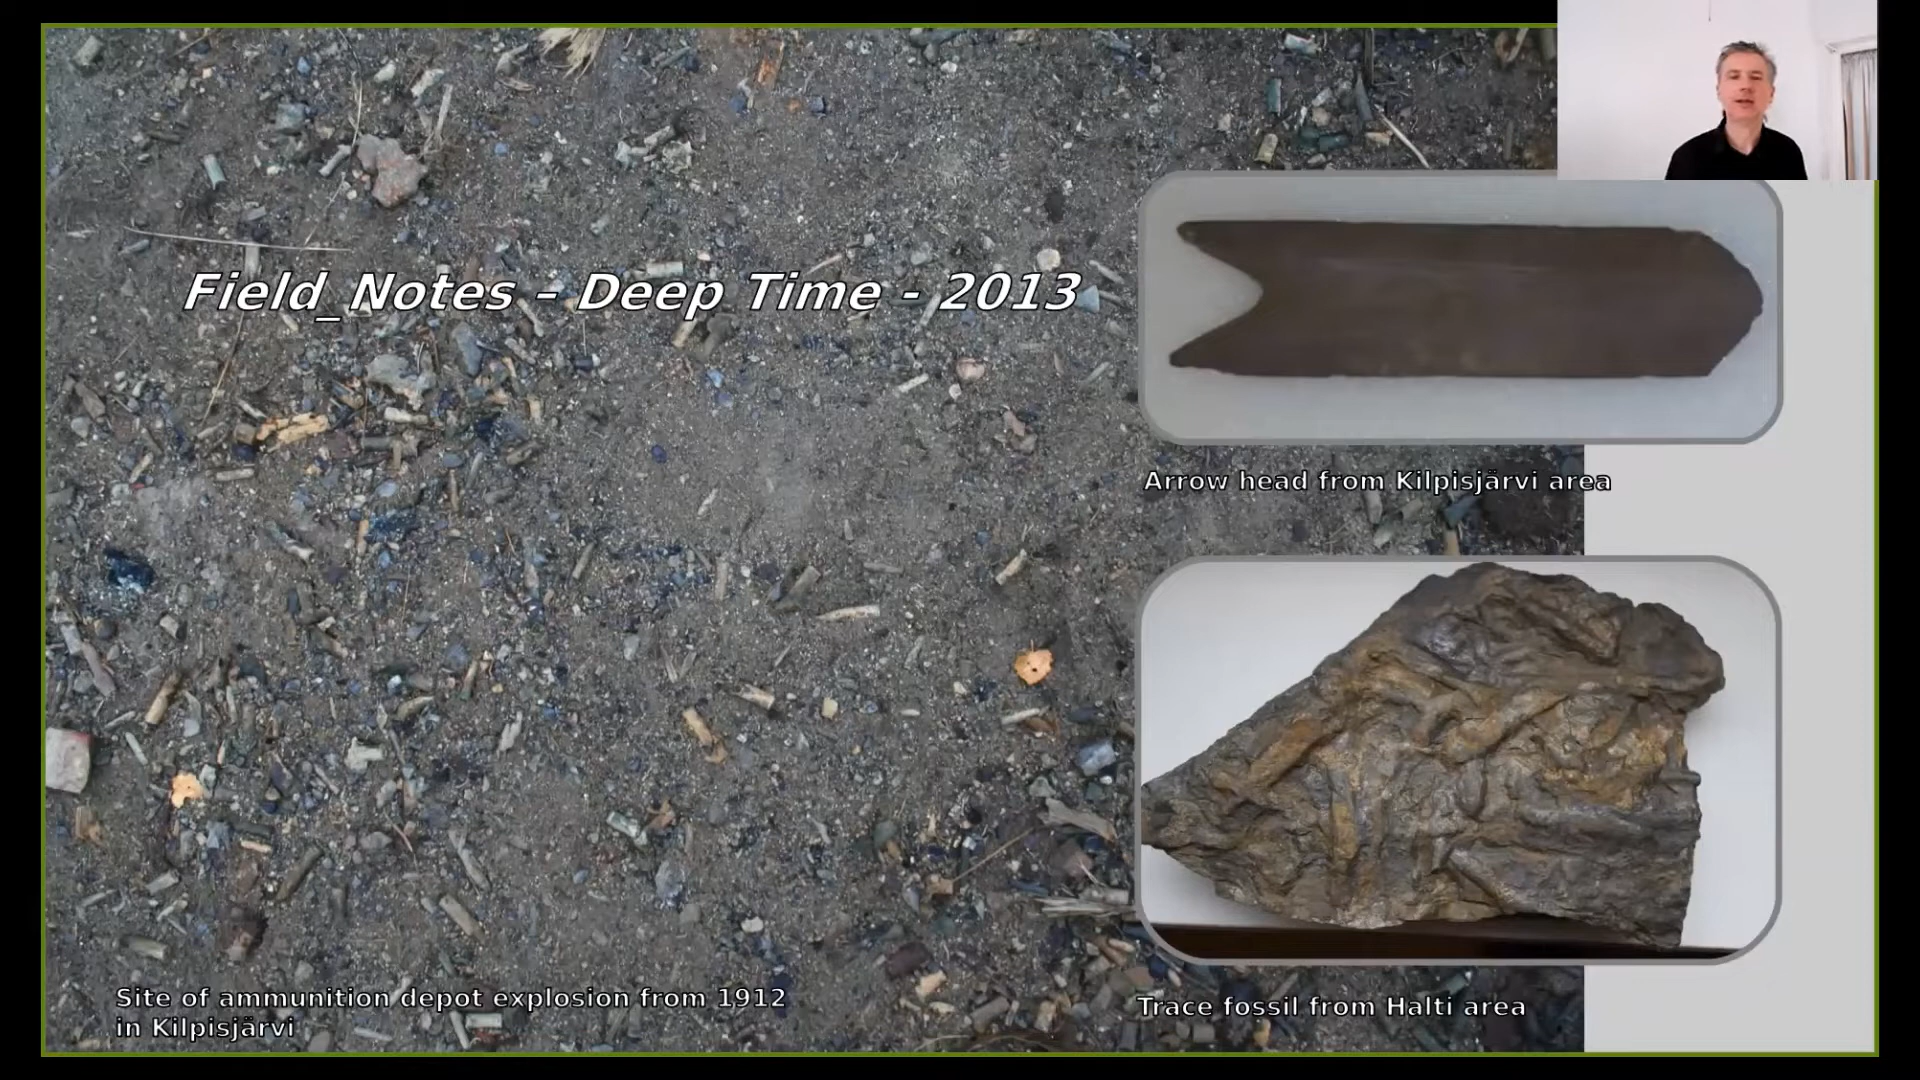 Field_Notes – Deep Time - 2013
Arrow head from Kilpisjärvi area
Site of ammunition depot explosion from 1912
in Kilpisjärvi
Trace fossil from Halti area